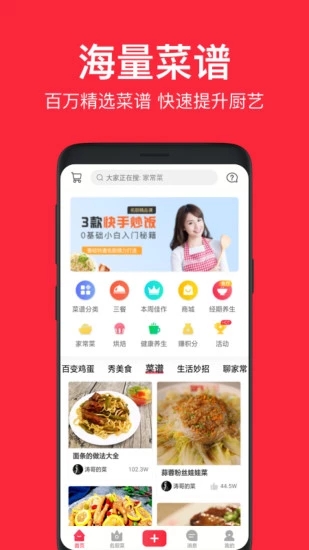 海量菜谱
百万精选菜谱 快速提升厨艺
大家正在搜: 家常菜
3款快手炒饭
0基础小白入门秘籍
菜谱分类 三餐 本周佳作 商城 经期养生
家常菜 烘焙 健康养生 赚积分 活动
百变鸡蛋 秀美食 菜谱 生活妙招 聊家常
面条的做法大全
涛哥的菜 102.3W
蒜蓉粉丝娃娃菜
涛哥的菜 44.5W
首页 名厨菜 消息 我的